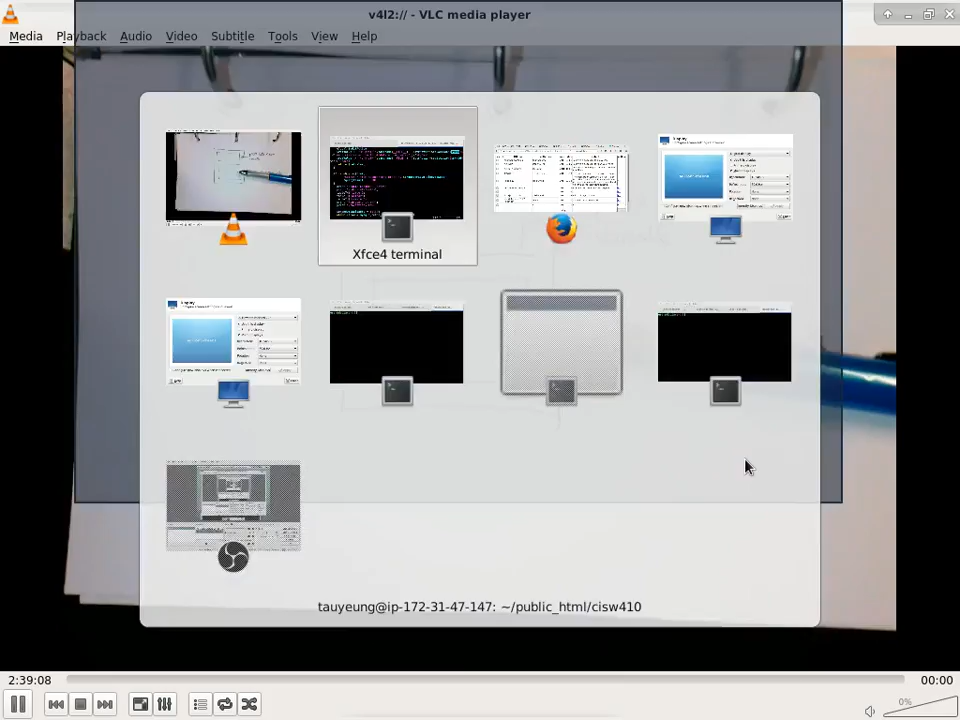 v4l2:// - VLC media player
Media Playback Audio Video Subtitle Tools View Help
Xfce4 terminal
tauyeung@ip-172-31-47-147: ~/public_html/cisw410
2:39:08
00:00
0%